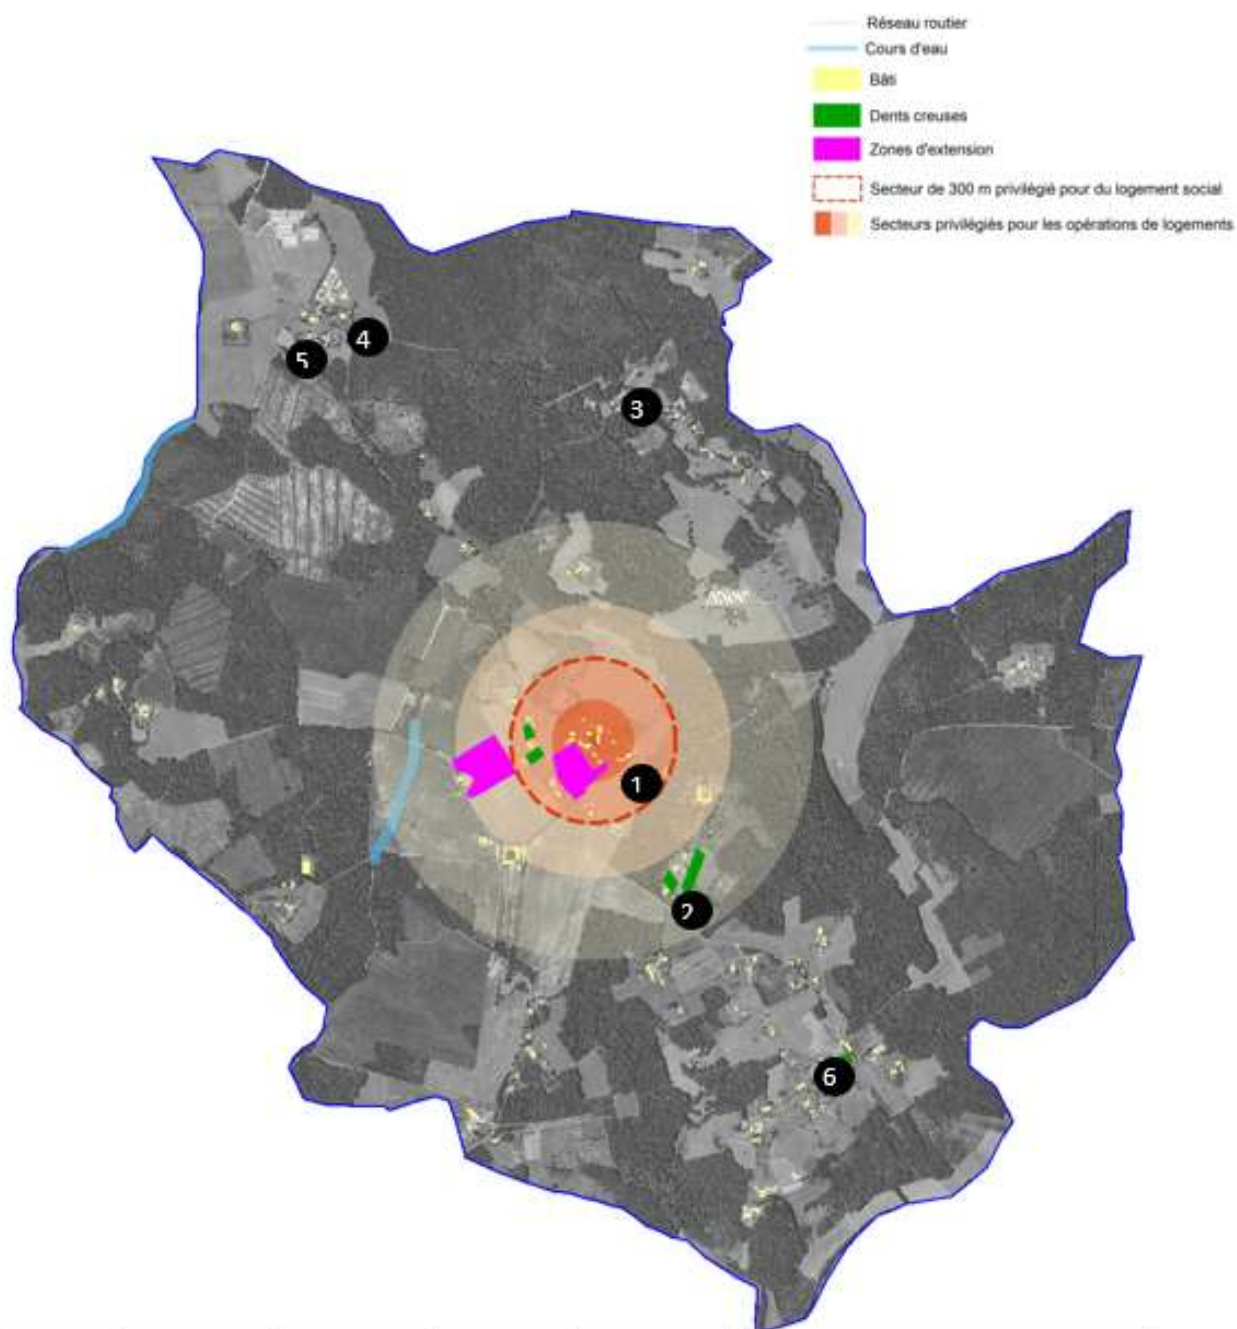 Réseau routier
Cours d'eau
Bâti
Dents creuses
Zones d'extension
Secteur de 300 m privilégié pour du logement social
Secteurs privilégiés pour les opérations de logements
4
5
3
1
2
6